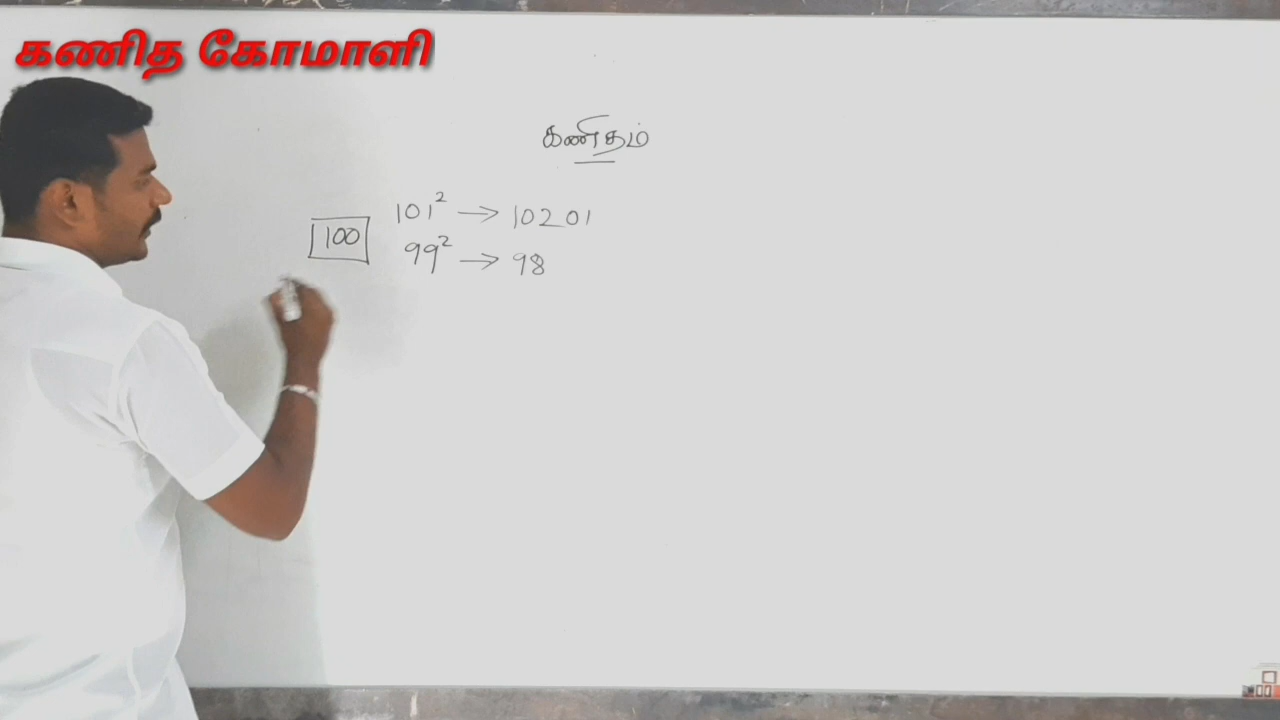 கணித கோமாளி
கணிதம்
101² → 10201
100
99² → 98